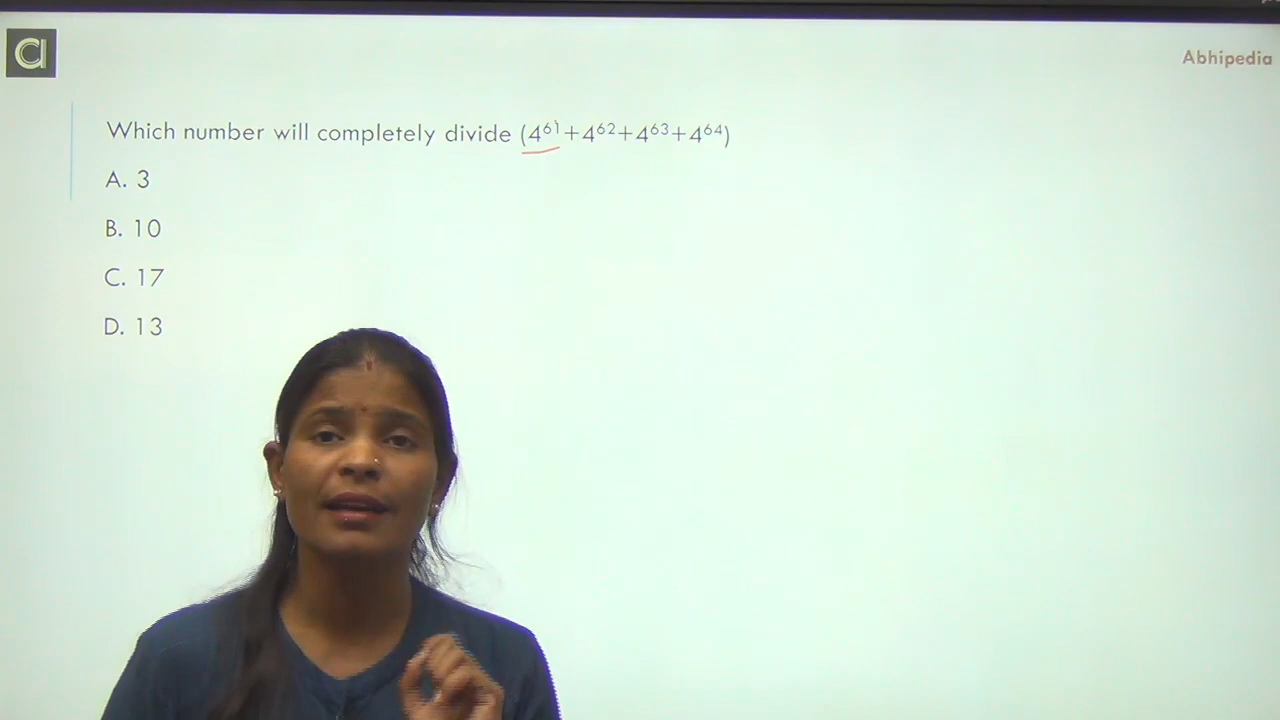 Abhipedia
Which number will completely divide (4⁶¹+4⁶²+4⁶³+4⁶⁴)
A. 3
B. 10
C. 17
D. 13